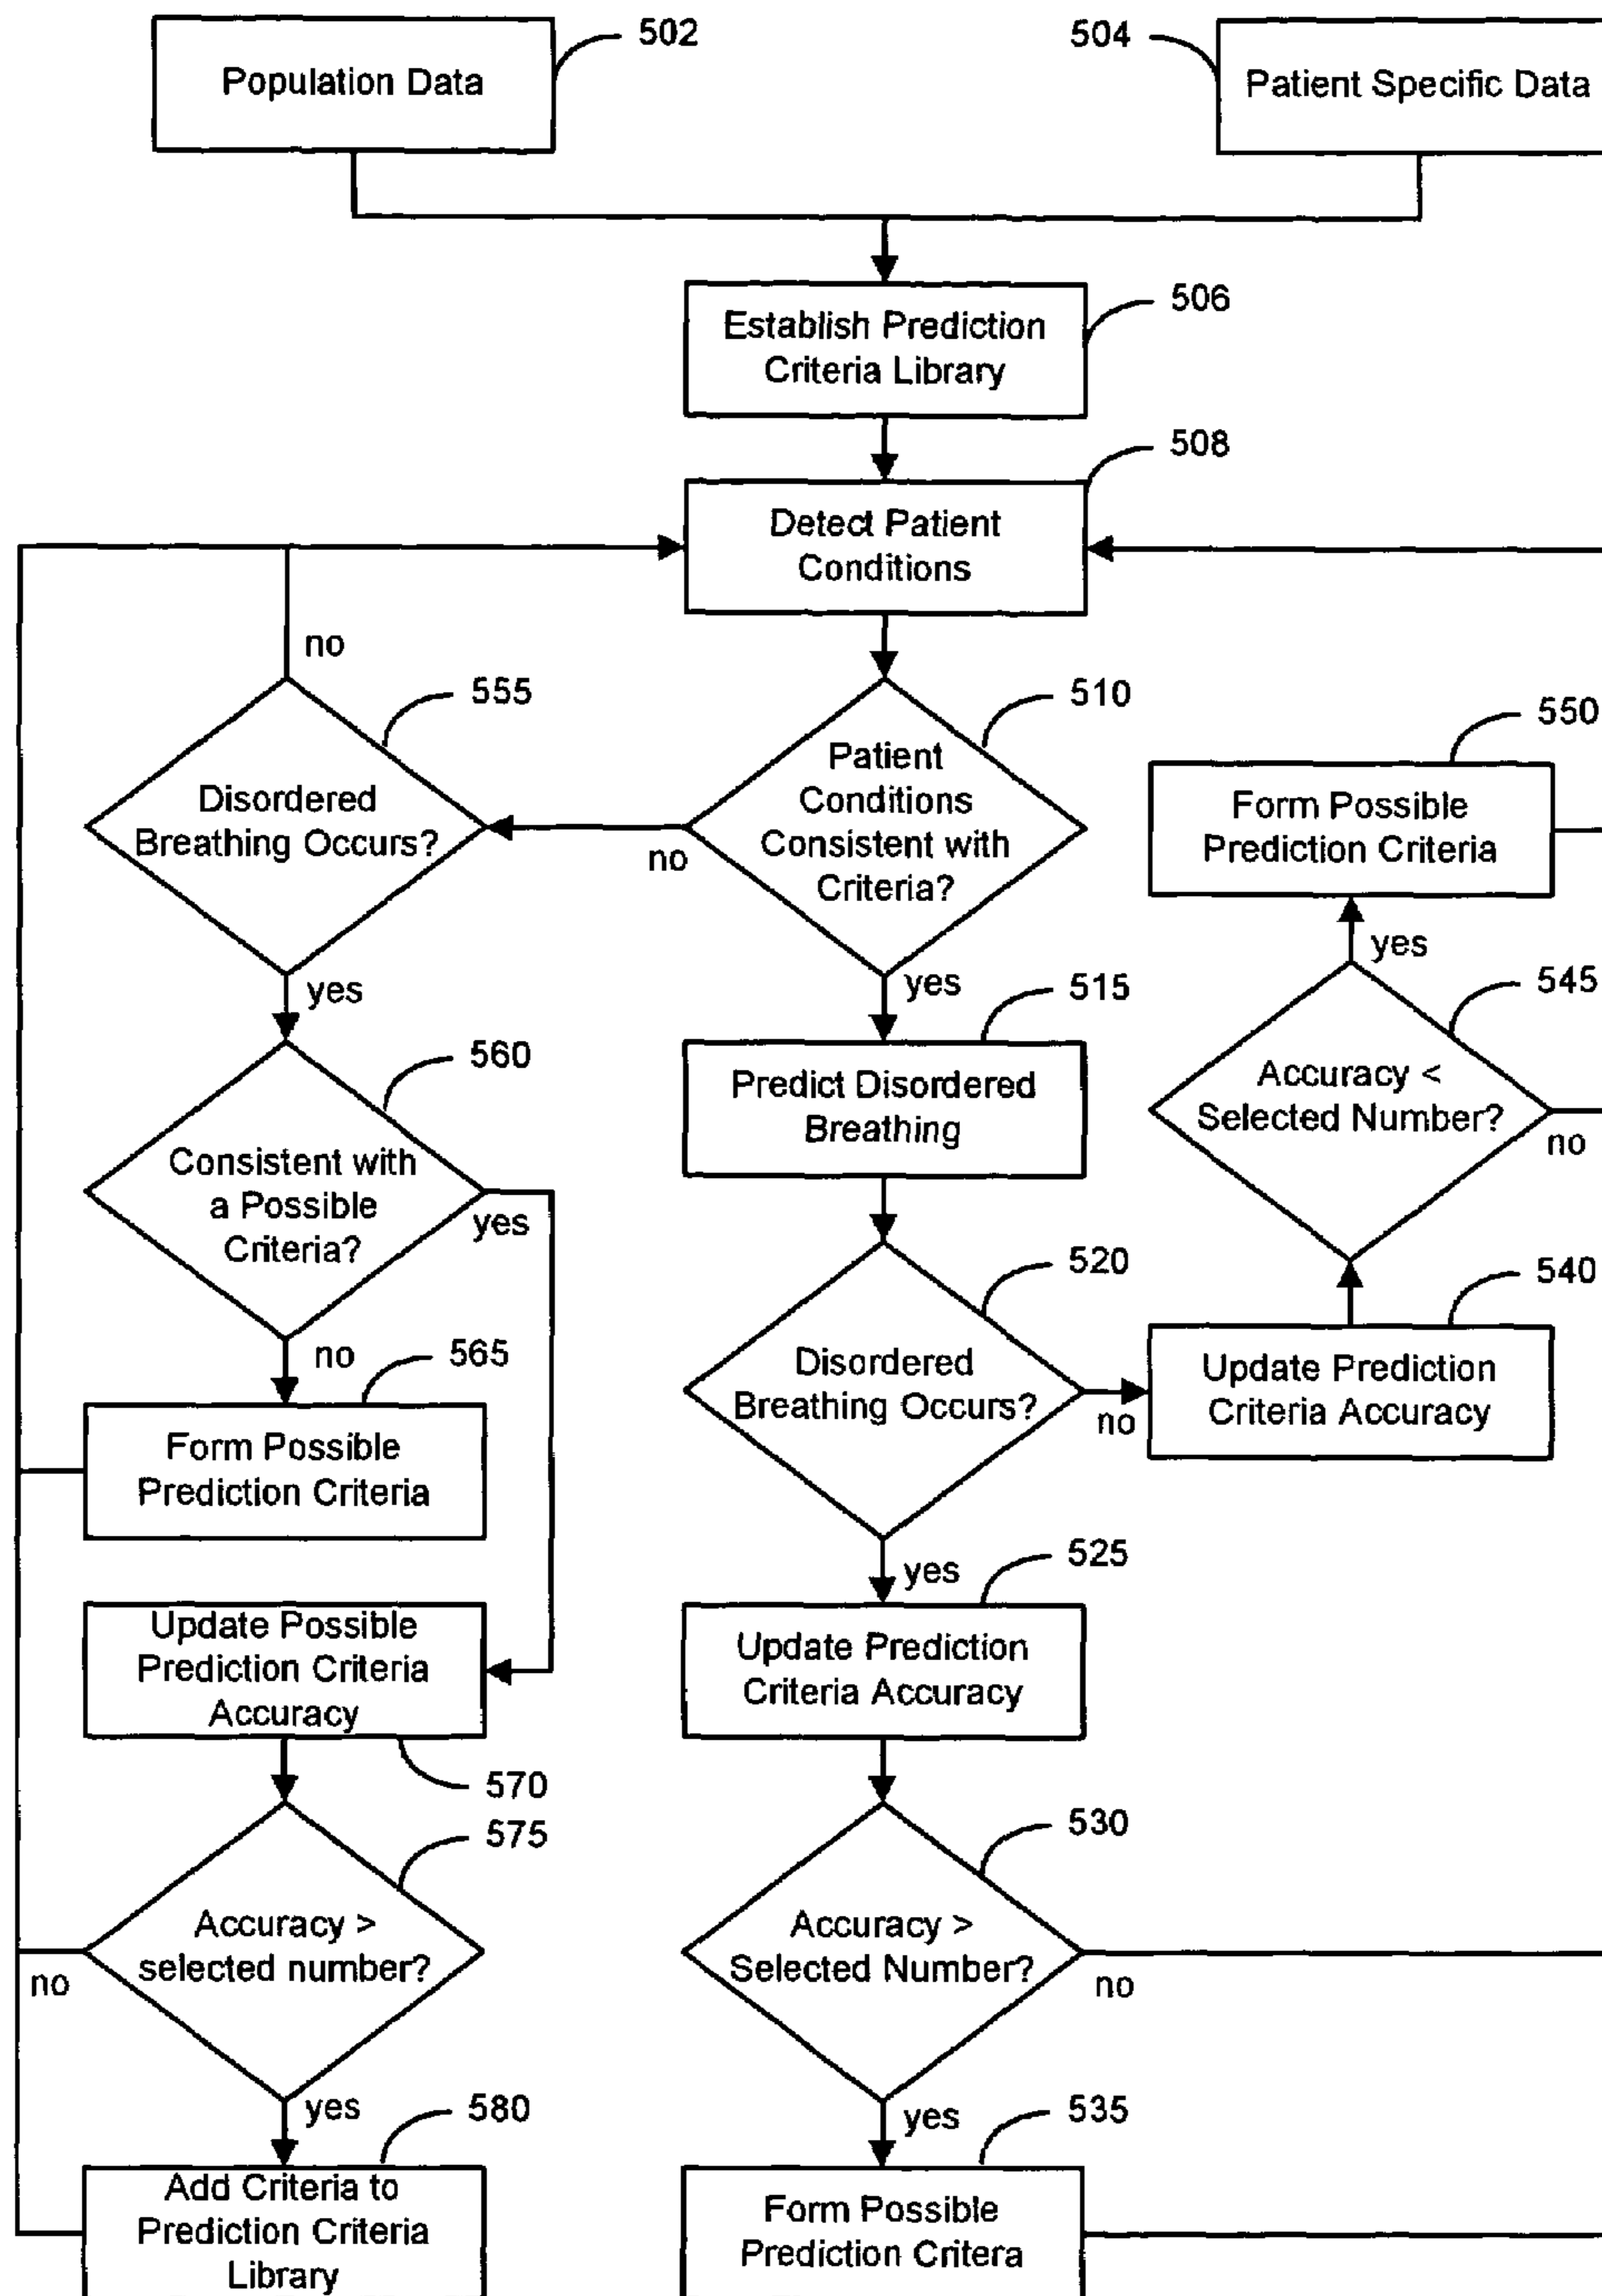 502
Population Data
504
Patient Specific Data
506
Establish Prediction
Criteria Library
508
Detect Patient
Conditions
no
555
Disordered
Breathing Occurs?
yes
510
Patient
Conditions
Consistent with
Criteria?
no
yes
550
Form Possible
Prediction Criteria
yes
545
Accuracy <
Selected Number?
no
560
Consistent with
a Possible
Criteria?
yes
no
515
Predict Disordered
Breathing
520
Disordered
Breathing Occurs?
no
yes
540
Update Prediction
Criteria Accuracy
565
Form Possible
Prediction Criteria
525
Update Prediction
Criteria Accuracy
Update Possible
Prediction Criteria
Accuracy
570
575
Accuracy >
selected number?
no
yes
530
Accuracy >
Selected Number?
no
yes
580
Add Criteria to
Prediction Criteria
Library
535
Form Possible
Prediction Critera